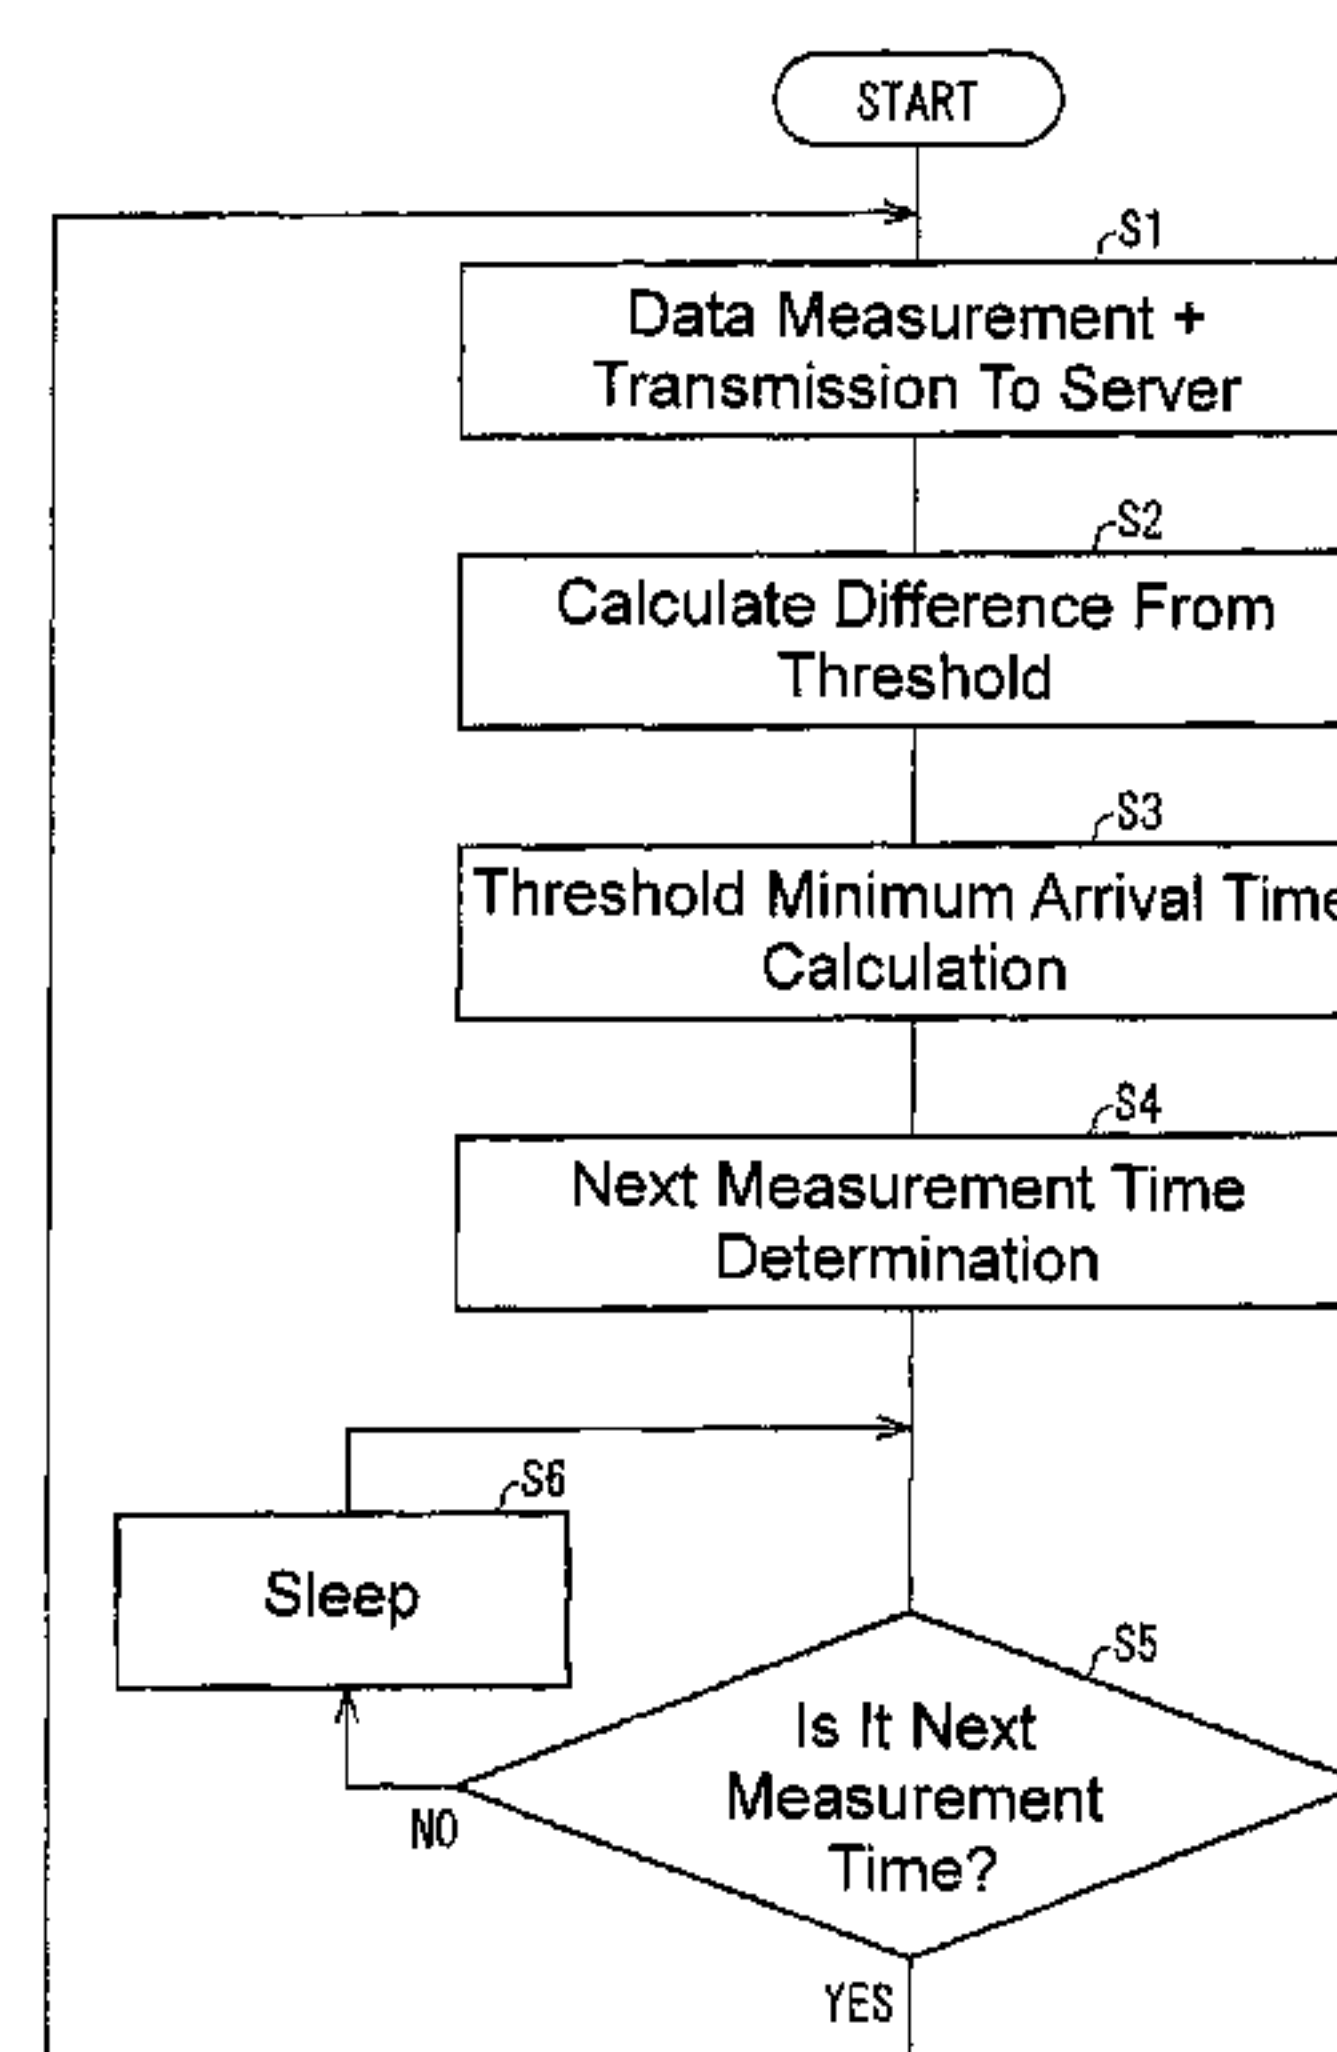 START
S1
Data Measurement +
Transmission To Server
S2
Calculate Difference From
Threshold
S3
Threshold Minimum Arrival Time
Calculation
S4
Next Measurement Time
Determination
S6
Sleep
S5
Is It Next
Measurement
Time?
NO
YES